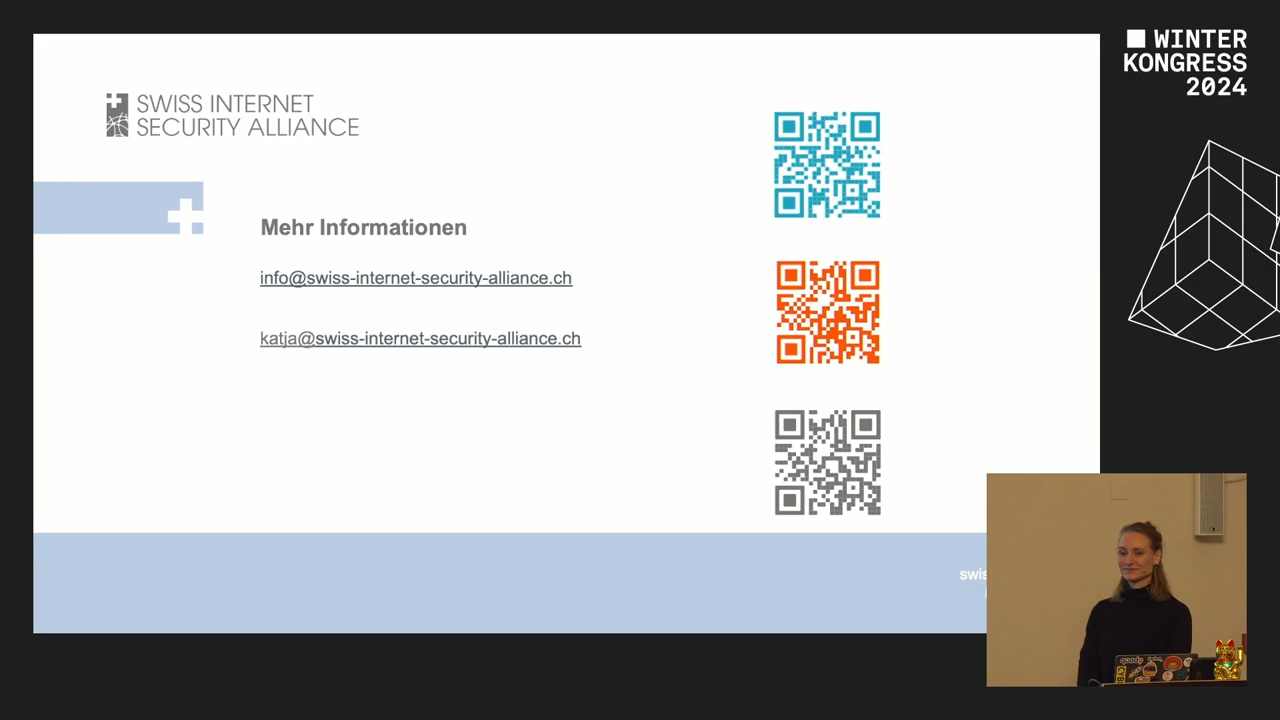 WINTER
KONGRESS
2024
SWISS INTERNET
SECURITY ALLIANCE
Mehr Informationen
info@swiss-internet-security-alliance.ch
katja@swiss-internet-security-alliance.ch
swis